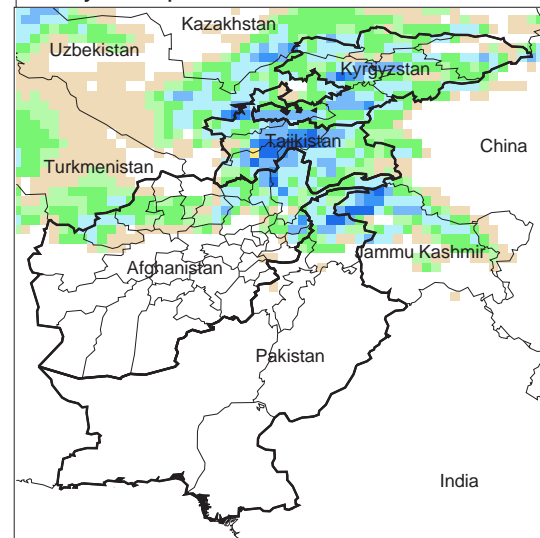 Kazakhstan
Uzbekistan
Kyrgyzstan
Tajikistan
China
Turkmenistan
Jammu Kashmir
Afghanistan
Pakistan
India